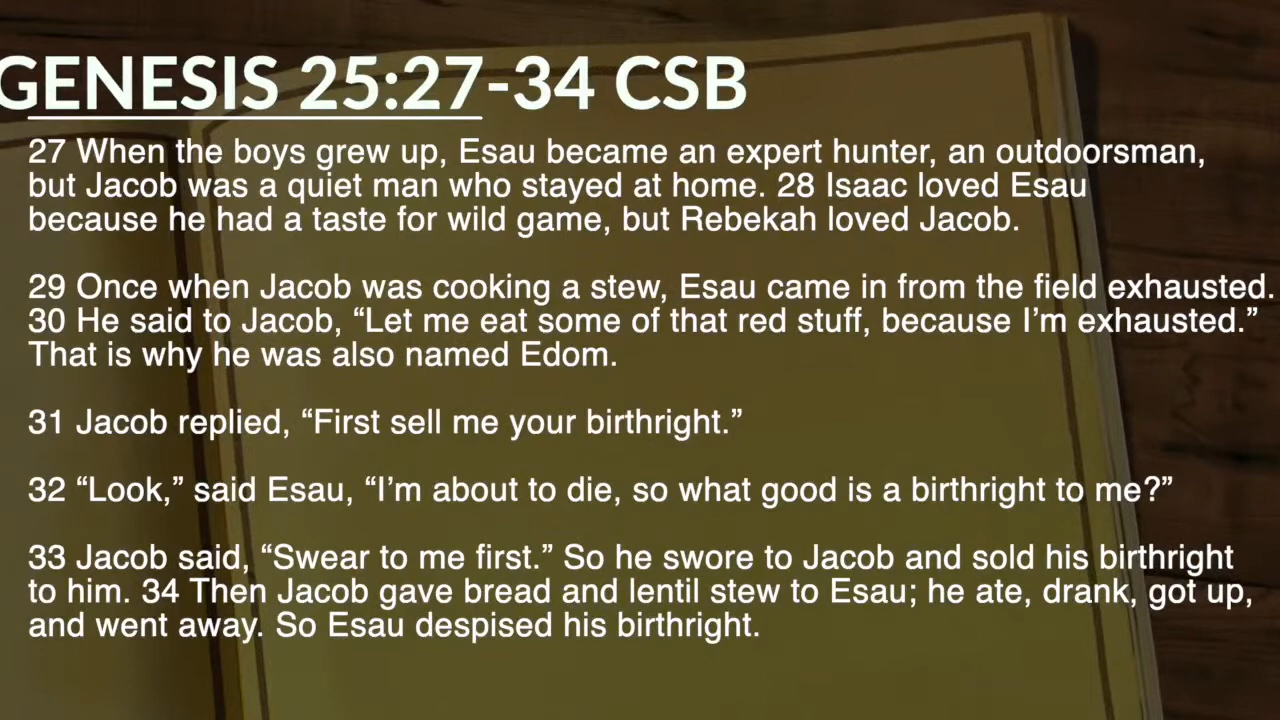 GENESIS 25:27-34 CSB
27 When the boys grew up, Esau became an expert hunter, an outdoorsman,
but Jacob was a quiet man who stayed at home. 28 Isaac loved Esau
because he had a taste for wild game, but Rebekah loved Jacob.
29 Once when Jacob was cooking a stew, Esau came in from the field exhausted.
30 He said to Jacob, “Let me eat some of that red stuff, because I’m exhausted.”
That is why he was also named Edom.
31 Jacob replied, “First sell me your birthright.”
32 “Look,” said Esau, “I’m about to die, so what good is a birthright to me?”
33 Jacob said, “Swear to me first.” So he swore to Jacob and sold his birthright
to him. 34 Then Jacob gave bread and lentil stew to Esau; he ate, drank, got up,
and went away. So Esau despised his birthright.